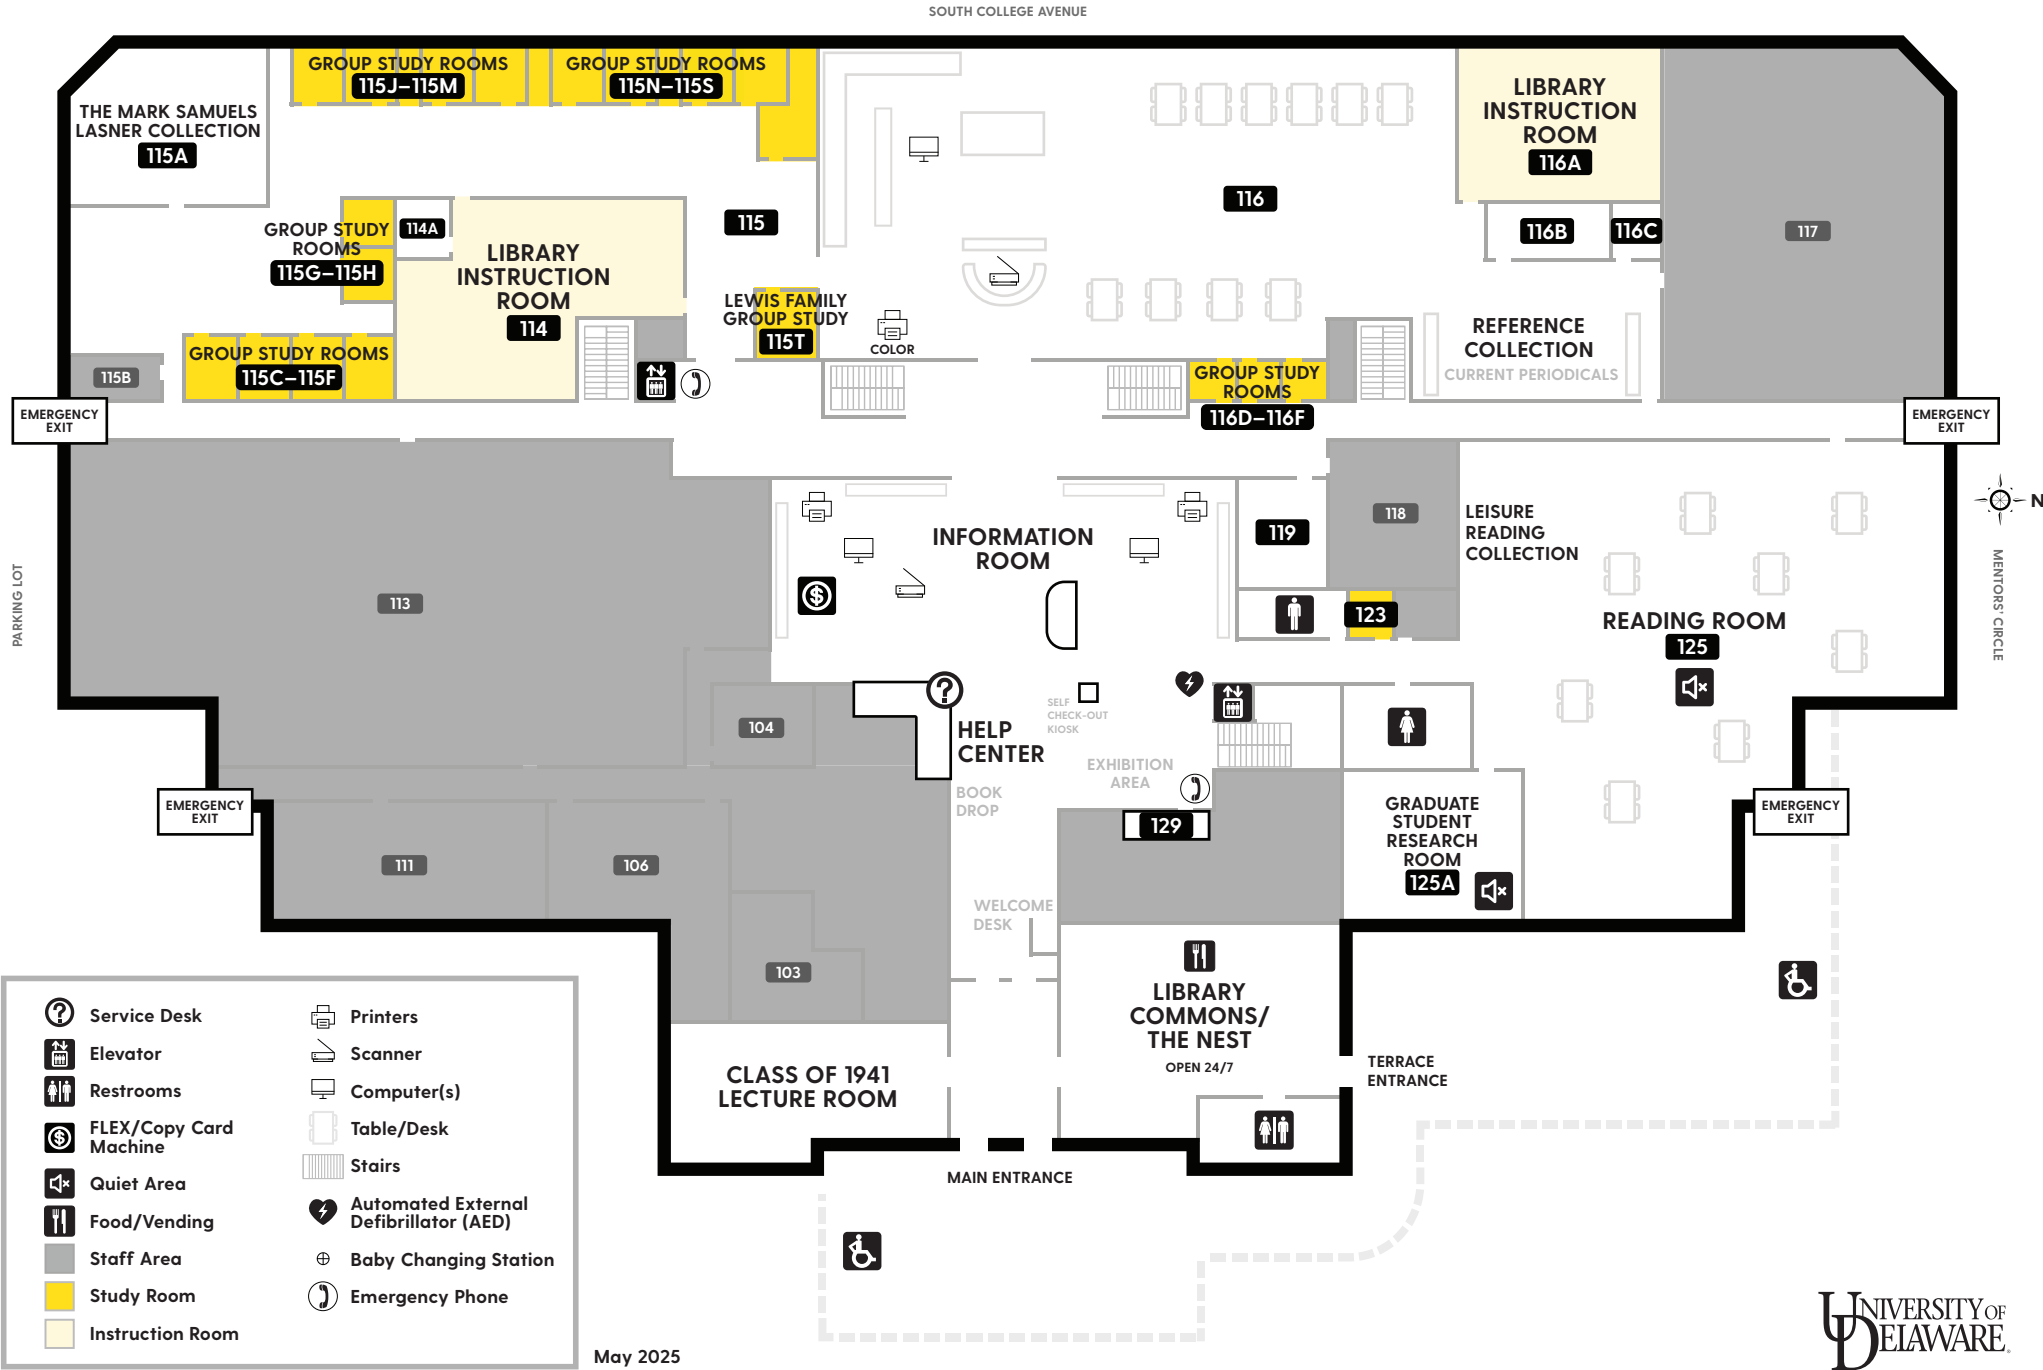 SOUTH COLLEGE AVENUE
GROUP STUDY ROOMS
115J–115M
GROUP STUDY ROOMS
115N–115S
THE MARK SAMUELS
LASNER COLLECTION
115A
LIBRARY
INSTRUCTION
ROOM
116A
GROUP STUDY
ROOMS
115G–115H
114A
LIBRARY
INSTRUCTION
ROOM
114
115
116
116B
116C
117
LEWIS FAMILY
GROUP STUDY
115T
COLOR
REFERENCE
COLLECTION
CURRENT PERIODICALS
115B
GROUP STUDY ROOMS
115C–115F
GROUP STUDY
ROOMS
116D–116F
EMERGENCY
EXIT
EMERGENCY
EXIT
PARKING LOT
113
INFORMATION
ROOM
119
118
LEISURE
READING
COLLECTION
N
MENTORS' CIRCLE
123
READING ROOM
125
104
HELP
CENTER
SELF
CHECK-OUT
KIOSK
EXHIBITION
AREA
BOOK
DROP
129
EMERGENCY
EXIT
EMERGENCY
EXIT
GRADUATE
STUDENT
RESEARCH
ROOM
125A
111
106
WELCOME
DESK
103
LIBRARY
COMMONS/
THE NEST
OPEN 24/7
TERRACE
ENTRANCE
CLASS OF 1941
LECTURE ROOM
MAIN ENTRANCE
Service Desk
Elevator
Restrooms
FLEX/Copy Card
Machine
Quiet Area
Food/Vending
Staff Area
Study Room
Instruction Room
Printers
Scanner
Computer(s)
Table/Desk
Stairs
Automated External
Defibrillator (AED)
Baby Changing Station
Emergency Phone
May 2025
UNIVERSITY OF
DELAWARE.